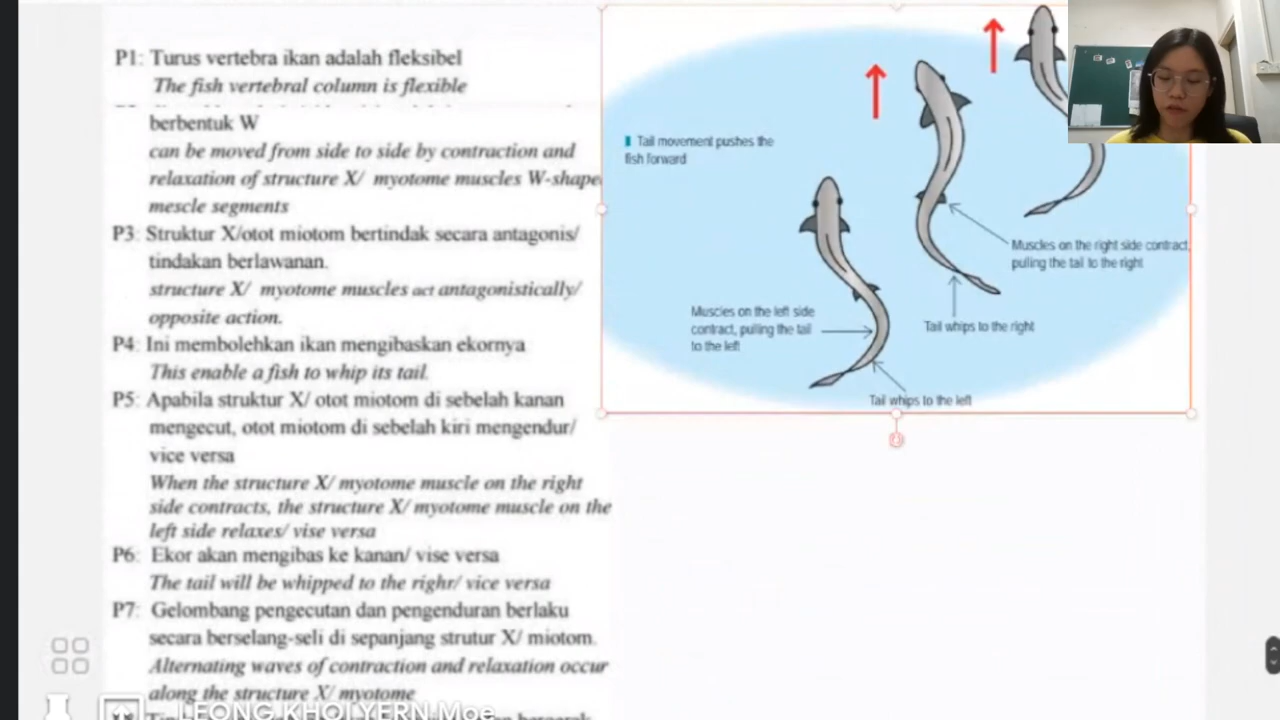 P1: Turus vertebra ikan adalah fleksibel
The fish vertebral column is flexible
berbentuk W
can be moved from side to side by contraction and
relaxation of structure X/ myotome muscles W-shape
mescle segments
P3: Struktur X/otot miotom bertindak secara antagonis/
tindakan berlawanan.
structure X/ myotome muscles act antagonistically/
opposite action.
P4: Ini membolehkan ikan mengibaskan ekornya
This enable a fish to whip its tail.
P5: Apabila struktur X/ otot miotom di sebelah kanan
mengecut, otot miotom di sebelah kiri mengendur/
vice versa
When the structure X/ myotome muscle on the right
side contracts, the structure X/ myotome muscle on the
left side relaxes/ vise versa
P6: Ekor akan mengibas ke kanan/ vise versa
The tail will be whipped to the righr/ vice versa
P7: Gelombang pengecutan dan pengenduran berlaku
secara berselang-seli di sepanjang strutur X/ miotom.
Alternating waves of contraction and relaxation occur
along the structure X/ myotome
Tail movement pushes the
fish forward
Muscles on the right side contract,
pulling the tail to the right
Tail whips to the right
Muscles on the left side
contract, pulling the tail
to the left
Tail whips to the left
LEONG KHOI YERN Moe